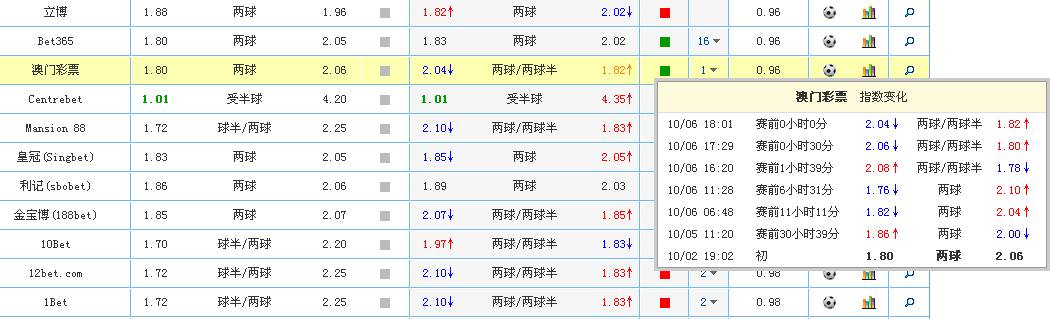 立博 1.88 两球 1.96 1.82↑ 两球 2.02↓ 0.96
Bet365 1.80 两球 2.05 1.83 两球 2.02 16 0.96
澳门彩票 1.80 两球 2.06 2.04↓ 两球/两球半 1.82↑ 1 0.96
Centrebet 1.01 受半球 4.20 1.01 受半球 4.35↑
Mansion 88 1.72 球半/两球 2.25 2.10↓ 两球/两球半 1.83↑
皇冠(Singbet) 1.83 两球 2.05 1.85↓ 两球 2.05↑
利记(sbobet) 1.86 两球 2.06 1.89 两球 2.03
金宝博(188bet) 1.85 两球 2.07 2.07↓ 两球/两球半 1.85↑
10Bet 1.70 球半/两球 2.20 1.97↑ 球半/两球 1.83↓
12bet.com 1.72 球半/两球 2.25 2.10↓ 两球/两球半 1.83↑ 2 0.98
1Bet 1.72 球半/两球 2.25 2.10↓ 两球/两球半 1.83↑ 2 0.98
澳门彩票 指数变化
10/06 18:01 赛前0小时0分 2.04↓ 两球/两球半 1.82↑
10/06 17:29 赛前0小时30分 2.06↓ 两球/两球半 1.80↑
10/06 16:20 赛前1小时39分 2.08↑ 两球/两球半 1.78↓
10/06 11:28 赛前6小时31分 1.76↓ 两球 2.10↑
10/06 06:48 赛前11小时11分 1.82↓ 两球 2.04↑
10/05 11:20 赛前30小时39分 1.86↑ 两球 2.00↓
10/02 19:02 初 1.80 两球 2.06